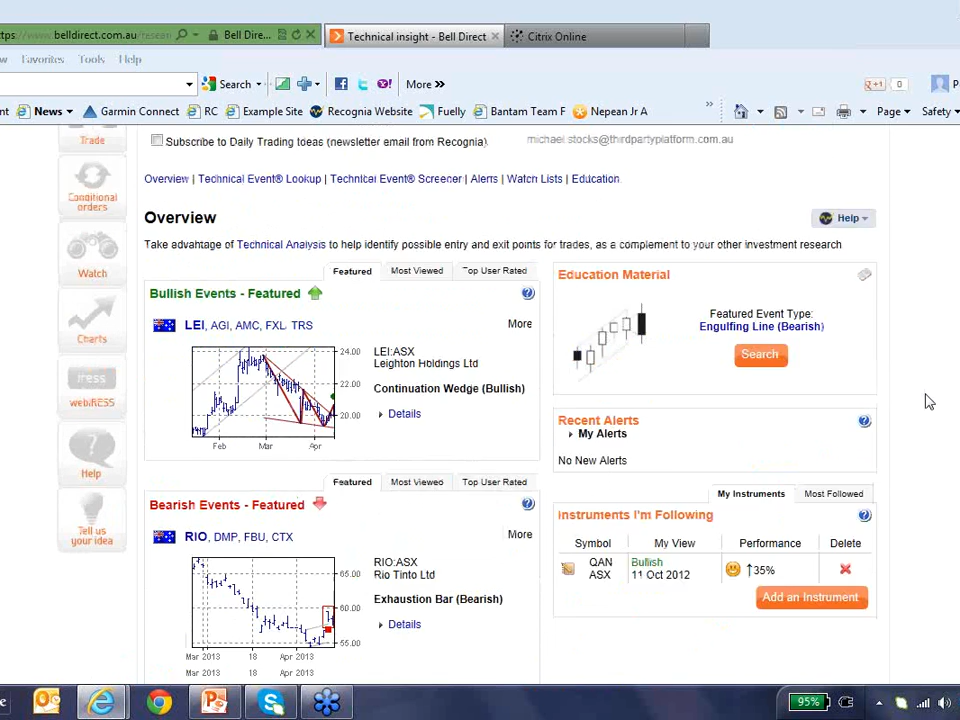 https://www.belldirect.com.au/resear
Bell Dire...
Technical insight - Bell Direct
Citrix Online
Favorites Tools Help
Search
More »
+1 0
News
Garmin Connect
RC
Example Site
Recognia Website
Fuelly
Bantam Team F
Nepean Jr A
Page
Safety
Trade
Subscribe to Daily Trading Ideas (newsletter email from Recognia).
michael.stocks@thirdpartyplatform.com.au
Overview | Technical Event® Lookup | Technical Event® Screener | Alerts | Watch Lists | Education
Conditional
orders
Overview
Help
Take advantage of Technical Analysis to help identify possible entry and exit points for trades, as a complement to your other investment research
Watch
Featured
Most Viewed
Top User Rated
Bullish Events - Featured
LEI, AGI, AMC, FXL, TRS
More
LEI:ASX
Leighton Holdings Ltd
Continuation Wedge (Bullish)
Details
24.00
22.00
20.00
Feb Mar Apr
Education Material
Featured Event Type:
Engulfing Line (Bearish)
Search
Charts
iress
webIRESS
Recent Alerts
My Alerts
No New Alerts
Help
Featured
Most Viewed
Top User Rated
Bearish Events - Featured
RIO, DMP, FBU, CTX
More
RIO:ASX
Rio Tinto Ltd
Exhaustion Bar (Bearish)
Details
65.00
60.00
55.00
Mar 2013 18 Apr 2013
Mar 2013 18 Apr 2013
My Instruments
Most Followed
Instruments I'm Following
Symbol My View Performance Delete
QAN
ASX
Bullish
11 Oct 2012
↑35%
Add an Instrument
Tell us
your idea
95%